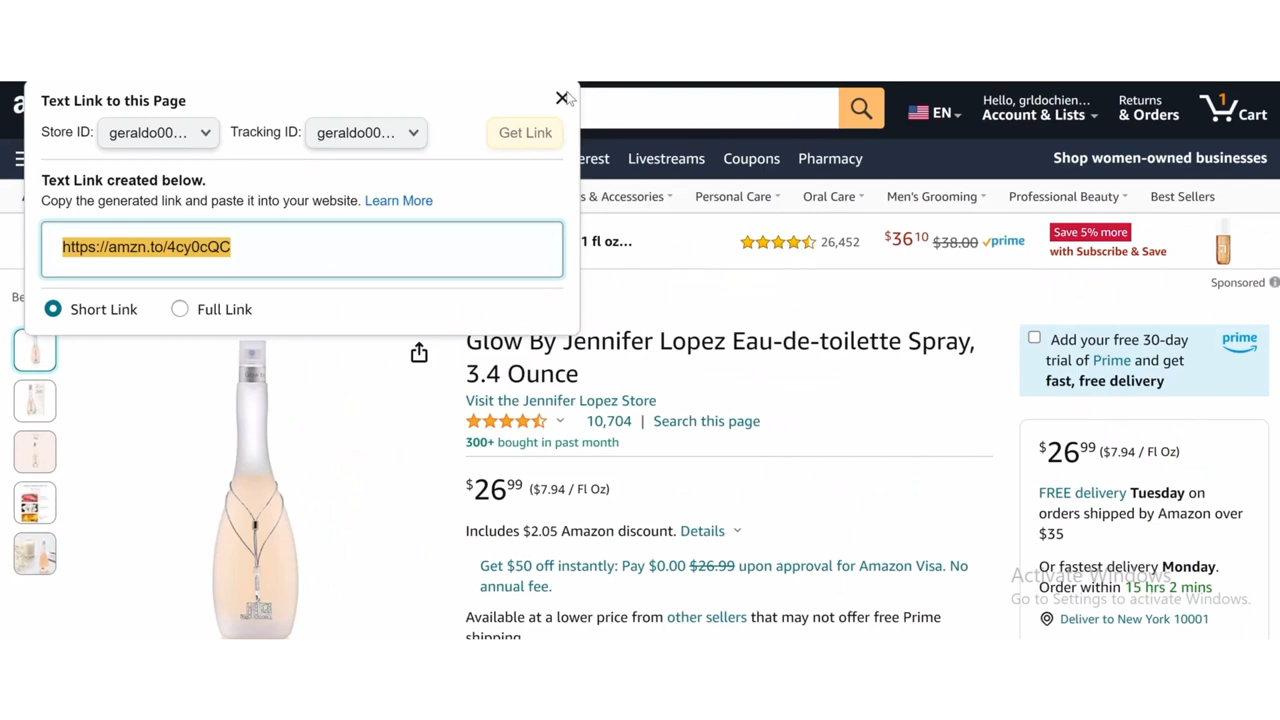 Text Link to this Page
Store ID: geraldo00... Tracking ID: geraldo00... Get Link
Text Link created below.
Copy the generated link and paste it into your website. Learn More
https://amzn.to/4cy0cQC
Short Link Full Link
a
EN
Hello, grldochien...
Account & Lists
Returns
& Orders
1
Cart
erest Livestreams Coupons Pharmacy
Shop women-owned businesses
s & Accessories Personal Care Oral Care Men's Grooming Professional Beauty Best Sellers
1 fl oz...
26,452
$3610 $38.00 prime
Save 5% more
with Subscribe & Save
Sponsored
Be
Glow By Jennifer Lopez Eau-de-toilette Spray,
3.4 Ounce
Visit the Jennifer Lopez Store
10,704 | Search this page
300+ bought in past month
$2699 ($7.94 / Fl Oz)
Includes $2.05 Amazon discount. Details
Get $50 off instantly: Pay $0.00 $26.99 upon approval for Amazon Visa. No
annual fee.
Available at a lower price from other sellers that may not offer free Prime
shipping.
Add your free 30-day
trial of Prime and get
fast, free delivery
prime
$2699 ($7.94 / Fl Oz)
FREE delivery Tuesday on
orders shipped by Amazon over
$35
Or fastest delivery Monday.
Order within 15 hrs 2 mins
Deliver to New York 10001
Activate Windows
Go to Settings to activate Windows.